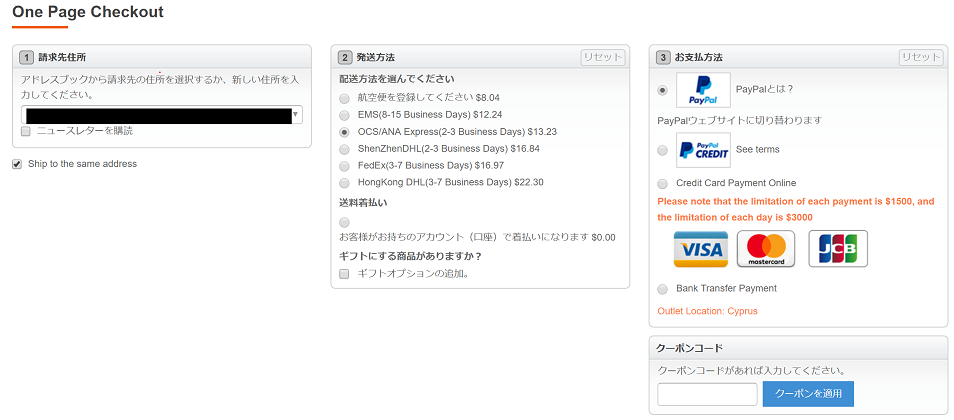 One Page Checkout
1 請求先住所
アドレスブックから請求先の住所を選択するか、新しい住所を入
力してください。
ニュースレターを購読
Ship to the same address
2 発送方法 リセット
配送方法を選んでください
航空便を登録してください $8.04
EMS(8-15 Business Days) $12.24
OCS/ANA Express(2-3 Business Days) $13.23
ShenZhenDHL(2-3 Business Days) $16.84
FedEx(3-7 Business Days) $16.97
HongKong DHL(3-7 Business Days) $22.30
送料着払い
お客様がお持ちのアカウント（口座）で着払いになります $0.00
ギフトにする商品がありますか？
ギフトオプションの追加。
3 お支払方法 リセット
PayPal PayPalとは？
PayPalウェブサイトに切り替わります
PayPal CREDIT See terms
Credit Card Payment Online
Please note that the limitation of each payment is $1500, and
the limitation of each day is $3000
VISA mastercard JCB
Bank Transfer Payment
Outlet Location: Cyprus
クーポンコード
クーポンコードがあれば入力してください。
クーポンを適用